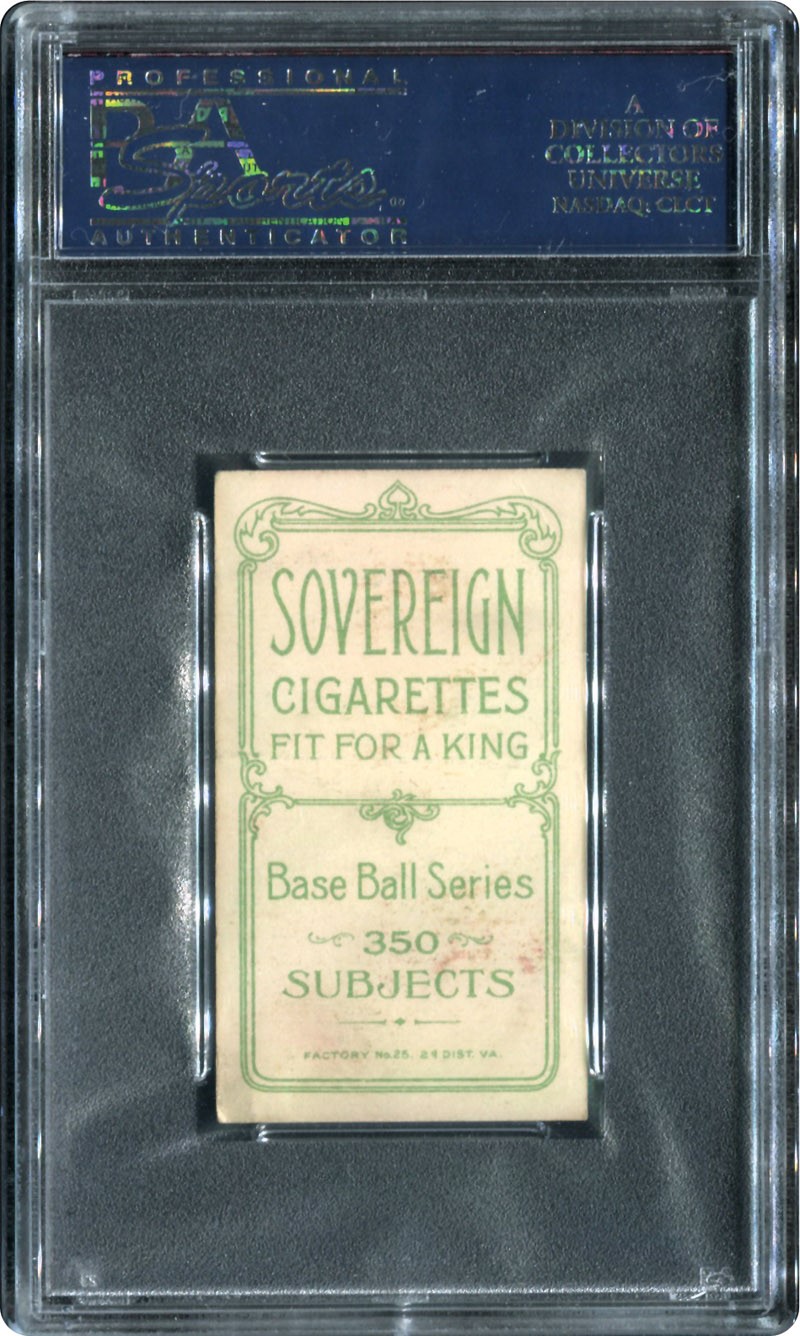 PROFESSIONAL
PSA
Sports
AUTHENTICATION
AUTHENTICATOR
A
DIVISION OF
COLLECTORS
UNIVERSE
NASDAQ: CLCT
SOVEREIGN
CIGARETTES
FIT FOR A KING
Base Ball Series
350
SUBJECTS
FACTORY No. 25. 2d DIST. VA.